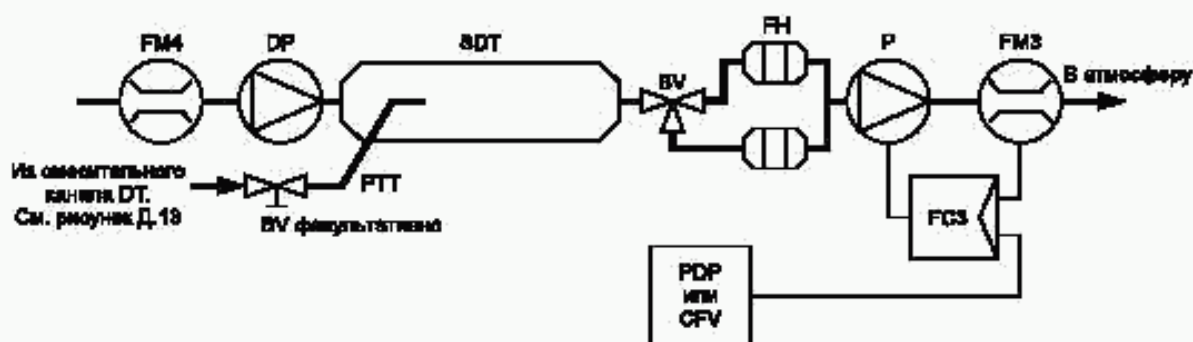 FM4
DP
SDT
BV
FH
P
FM3
В атмосферу
Из смесительного
канала DT.
См. рисунок Д.13
PTT
BV факультативно
FC3
PDP
или
CFV